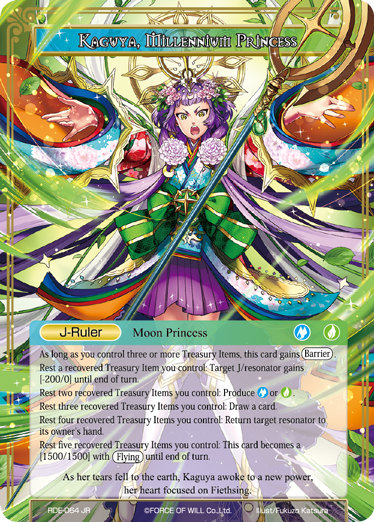 Kaguya, Millennium Princess
J-Ruler
Moon Princess
As long as you control three or more Treasury Items, this card gains Barrier.
Rest a recovered Treasury Item you control: Target J/resonator gains
[-200/0] until end of turn.
Rest two recovered Treasury Items you control: Produce or .
Rest three recovered Treasury Items you control: Draw a card.
Rest four recovered Treasury Items you control: Return target resonator to
its owner's hand.
Rest five recovered Treasury Items you control: This card becomes a
[1500/1500] with Flying until end of turn.
As her tears fell to the earth, Kaguya awoke to a new power,
her heart focused on Fiethsing.
RDE-064 JR
©FORCE OF WILL Co.,Ltd.
Illust/Fukuzo Katsura